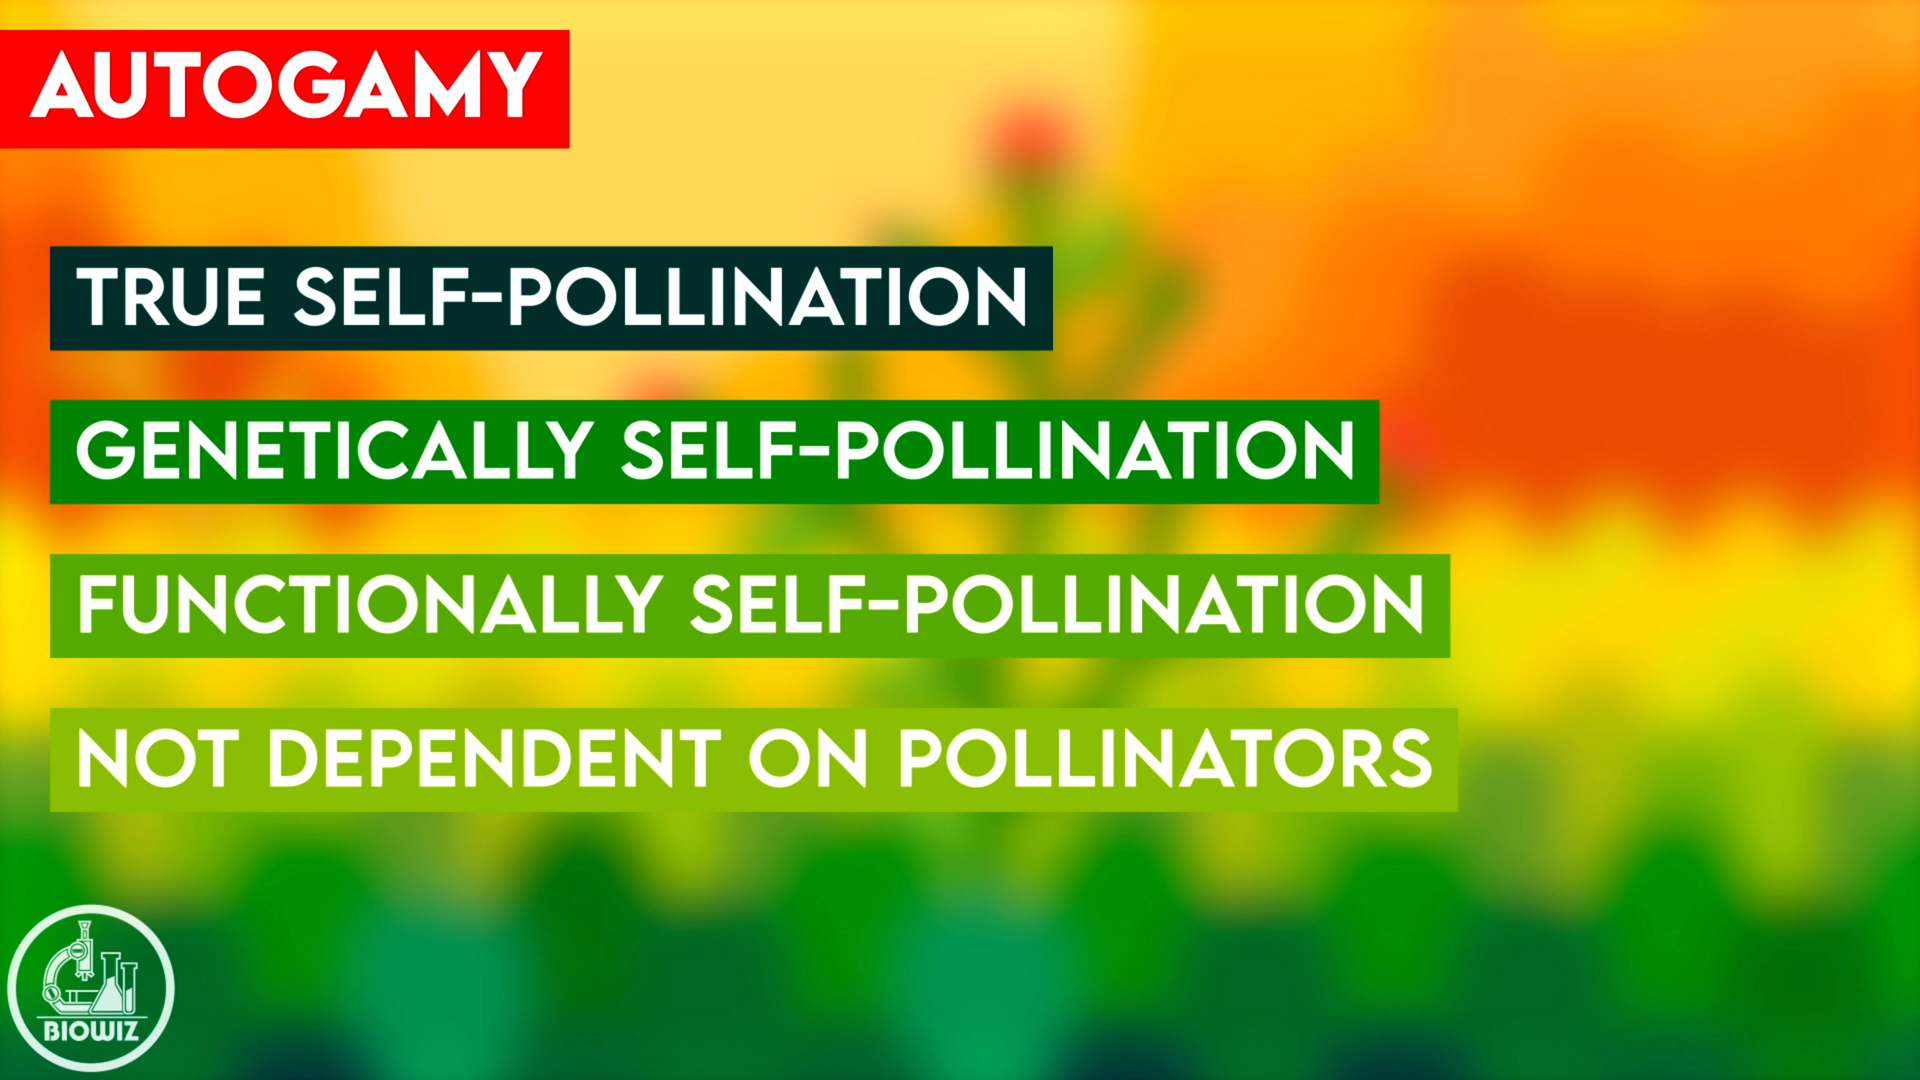 AUTOGAMY
TRUE SELF-POLLINATION
GENETICALLY SELF-POLLINATION
FUNCTIONALLY SELF-POLLINATION
NOT DEPENDENT ON POLLINATORS
BIOWIZ